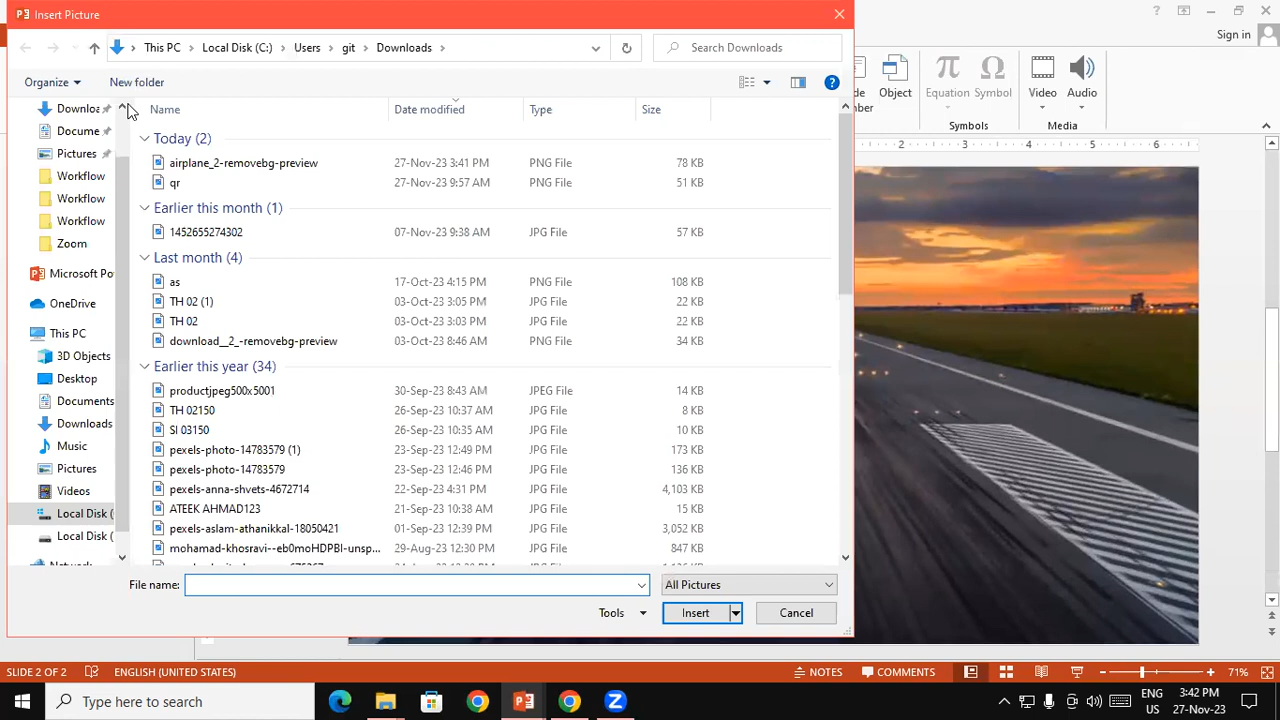 Insert Picture
Sign in
This PC > Local Disk (C:) > Users > git > Downloads >
Search Downloads
Organize
New folder
Object
Equation Symbol
Symbols
Video Audio
Media
Name Date modified Type Size
Today (2)
airplane_2-removebg-preview 27-Nov-23 3:41 PM PNG File 78 KB
qr 27-Nov-23 9:57 AM PNG File 51 KB
Earlier this month (1)
1452655274302 07-Nov-23 9:38 AM JPG File 57 KB
Last month (4)
as 17-Oct-23 4:15 PM PNG File 108 KB
TH 02 (1) 03-Oct-23 3:05 PM JPG File 22 KB
TH 02 03-Oct-23 3:03 PM JPG File 22 KB
download__2_-removebg-preview 03-Oct-23 8:46 AM PNG File 34 KB
Earlier this year (34)
productjpeg500x5001 30-Sep-23 8:43 AM JPEG File 14 KB
TH 02150 26-Sep-23 10:37 AM JPG File 8 KB
SI 03150 26-Sep-23 10:35 AM JPG File 10 KB
pexels-photo-14783579 (1) 23-Sep-23 12:49 PM JPG File 173 KB
pexels-photo-14783579 23-Sep-23 12:46 PM JPG File 136 KB
pexels-anna-shvets-4672714 22-Sep-23 4:31 PM JPG File 4,103 KB
ATEEK AHMAD123 21-Sep-23 10:38 AM JPG File 15 KB
pexels-aslam-athanikkal-18050421 01-Sep-23 12:39 PM JPG File 3,052 KB
mohamad-khosravi--eb0moHDPBI-unsp... 29-Aug-23 12:30 PM JPG File 847 KB
Downloa
Docume
Pictures
Workflow
Workflow
Workflow
Zoom
Microsoft Po
OneDrive
This PC
3D Objects
Desktop
Documents
Downloads
Music
Pictures
Videos
Local Disk (
Local Disk (
File name:
All Pictures
Tools
Insert
Cancel
2 3 4 5 6
SLIDE 2 OF 2
ENGLISH (UNITED STATES)
NOTES
COMMENTS
71%
Type here to search
ENG
US
3:42 PM
27-Nov-23